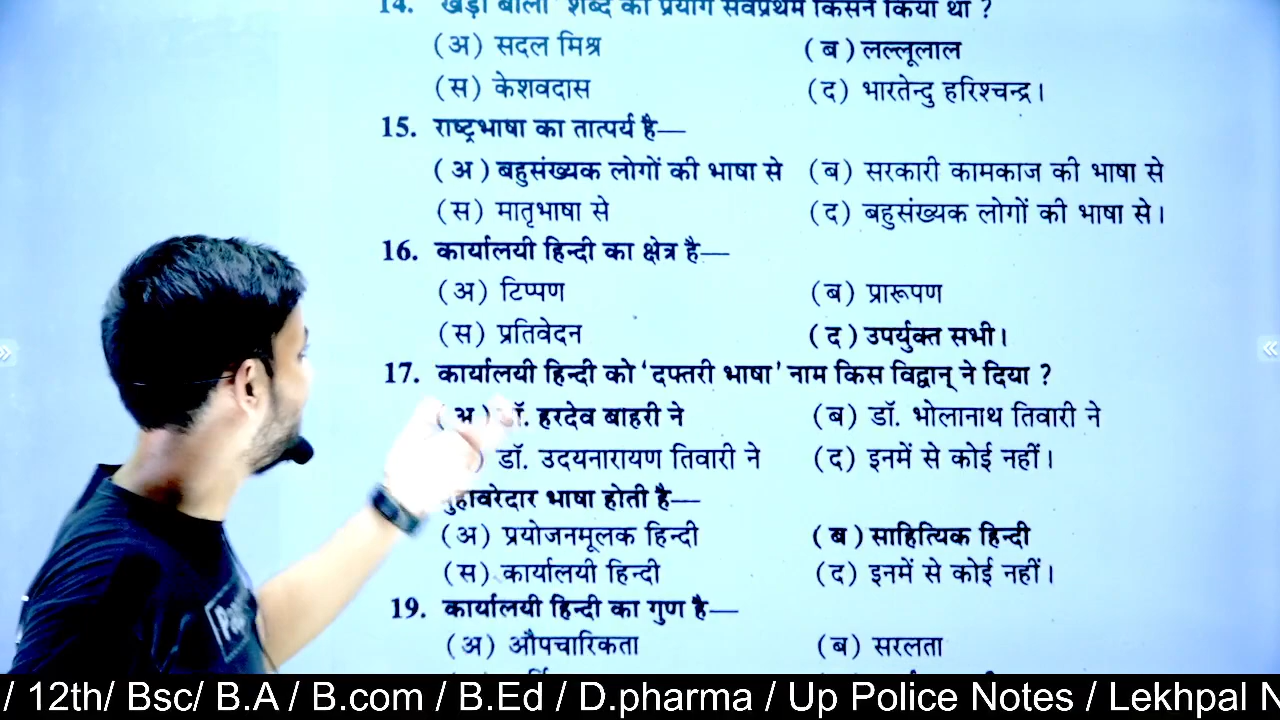 14. 'खड़ी बोली' शब्द का प्रयोग सर्वप्रथम किसने किया था ?
(अ) सदल मिश्र (ब) लल्लूलाल
(स) केशवदास (द) भारतेन्दु हरिश्चन्द्र।
15. राष्ट्रभाषा का तात्पर्य है—
(अ) बहुसंख्यक लोगों की भाषा से (ब) सरकारी कामकाज की भाषा से
(स) मातृभाषा से (द) बहुसंख्यक लोगों की भाषा से।
16. कार्यालयी हिन्दी का क्षेत्र है—
(अ) टिप्पण (ब) प्रारूपण
(स) प्रतिवेदन (द) उपर्युक्त सभी।
17. कार्यालयी हिन्दी को 'दफ्तरी भाषा' नाम किस विद्वान् ने दिया ?
(अ) डॉ. हरदेव बाहरी ने (ब) डॉ. भोलानाथ तिवारी ने
) डॉ. उदयनारायण तिवारी ने (द) इनमें से कोई नहीं।
मुहावरेदार भाषा होती है—
(अ) प्रयोजनमूलक हिन्दी (ब) साहित्यिक हिन्दी
(स) कार्यालयी हिन्दी (द) इनमें से कोई नहीं।
19. कार्यालयी हिन्दी का गुण है—
(अ) औपचारिकता (ब) सरलता
/ 12th/ Bsc/ B.A / B.com / B.Ed / D.pharma / Up Police Notes / Lekhpal N